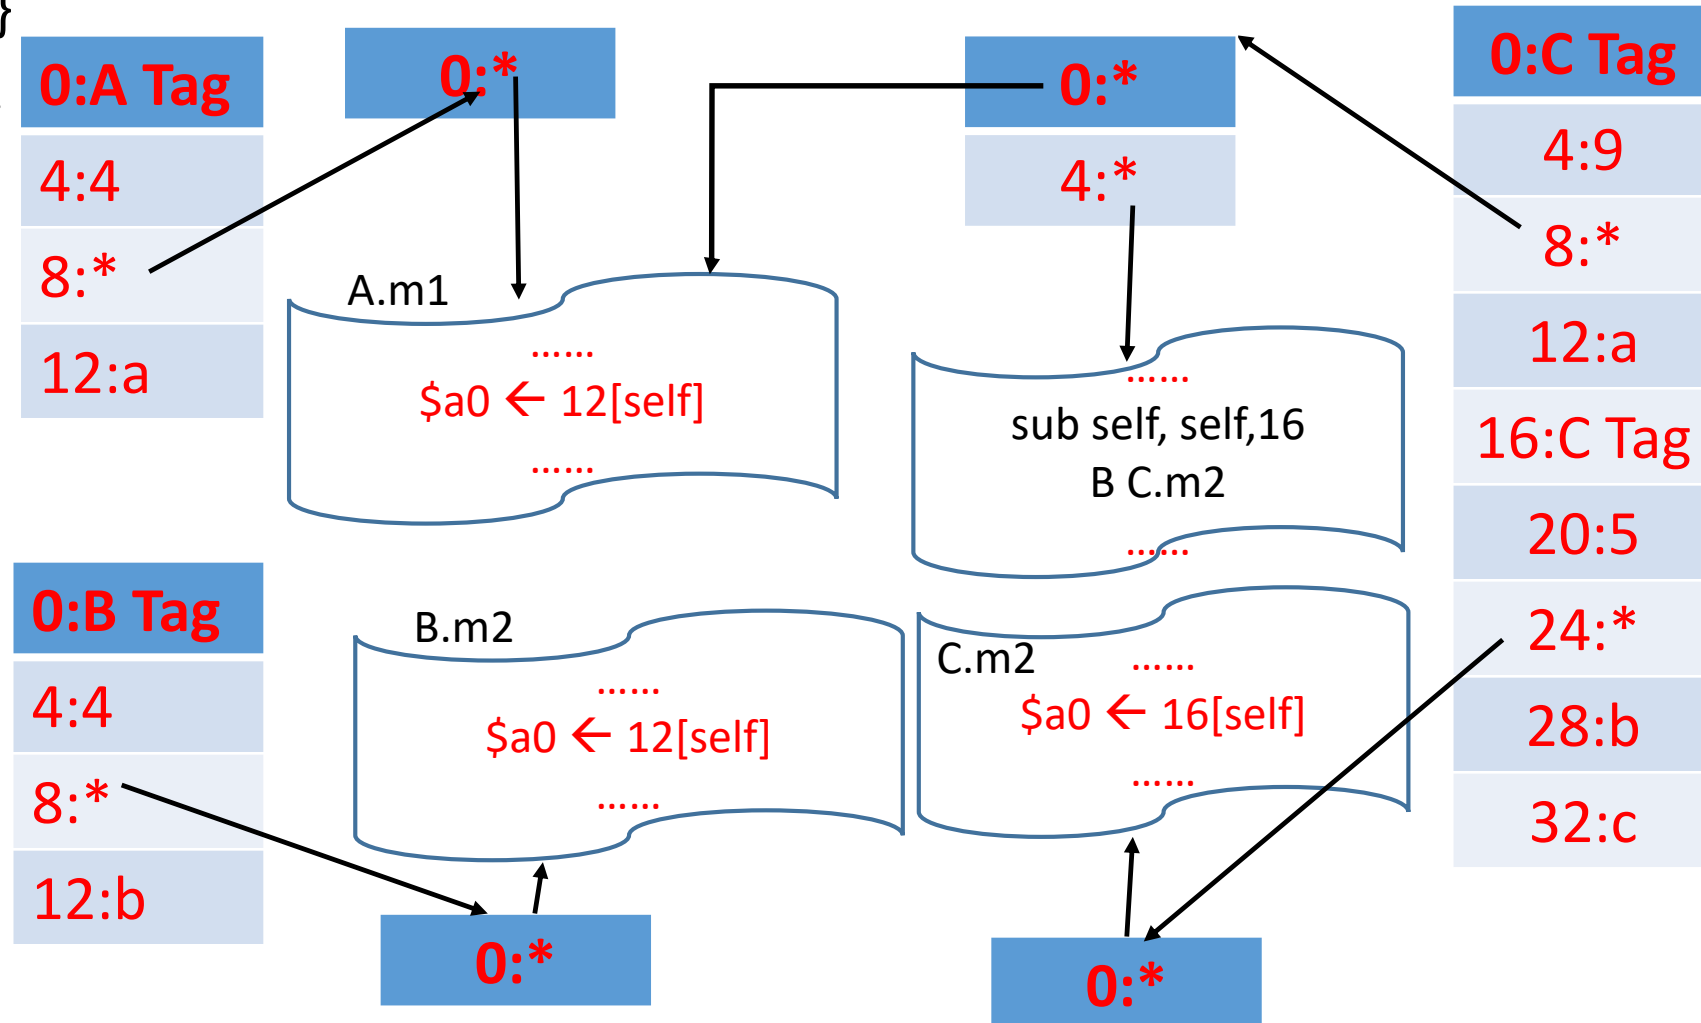 }
0:A Tag
4:4
8:*
12:a
0:*
0:*
4:*
0:C Tag
4:9
8:*
12:a
16:C Tag
20:5
24:*
28:b
32:c
A.m1
......
$a0 ← 12[self]
......
......
sub self, self,16
B C.m2
......
0:B Tag
4:4
8:*
12:b
B.m2
......
$a0 ← 12[self]
......
C.m2
......
$a0 ← 16[self]
......
0:*
0:*